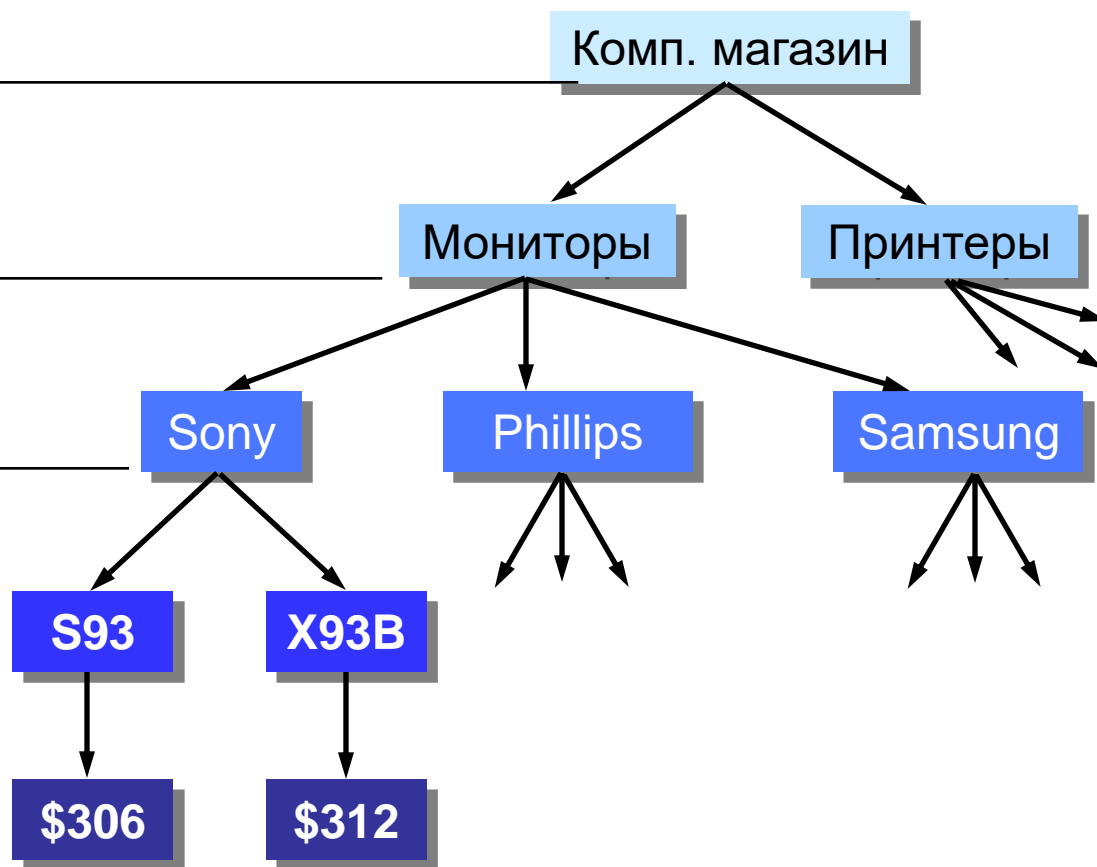 Комп. магазин
Мониторы
Принтеры
Sony
Phillips
Samsung
S93
X93B
$306
$312